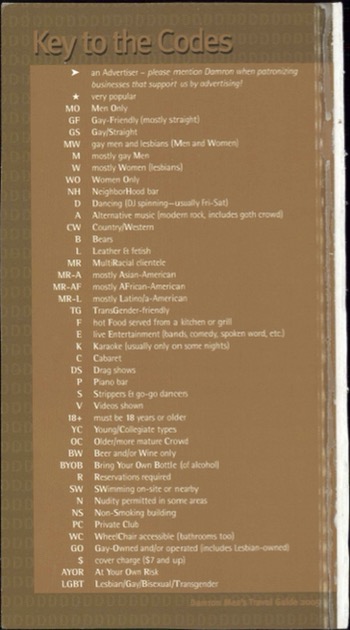 Key to the Codes
➤ an Advertiser – please mention Damron when patronizing
businesses that support us by advertising!
★ very popular
MO Men Only
GF Gay-Friendly (mostly straight)
GS Gay/Straight
MW gay men and lesbians (Men and Women)
M mostly gay Men
W mostly Women (lesbians)
WO Women Only
NH NeighborHood bar
D Dancing (DJ spinning—usually Fri-Sat)
A Alternative music (modern rock, includes goth crowd)
CW Country/Western
B Bears
L Leather & fetish
MR MultiRacial clientele
MR-A mostly Asian-American
MR-AF mostly AFrican-American
MR-L mostly Latino/a-American
TG TransGender-friendly
F hot Food served from a kitchen or grill
E live Entertainment (bands, comedy, spoken word, etc.)
K Karaoke (usually only on some nights)
C Cabaret
DS Drag shows
P Piano bar
S Strippers & go-go dancers
V Videos shown
18+ must be 18 years or older
YC Young/Collegiate types
OC Older/more mature Crowd
BW Beer and/or Wine only
BYOB Bring Your Own Bottle (of alcohol)
R Reservations required
SW SWimming on-site or nearby
N Nudity permitted in some areas
NS Non-Smoking building
PC Private Club
WC WheelChair accessible (bathrooms too)
GO Gay-Owned and/or operated (includes Lesbian-owned)
$ cover charge ($7 and up)
AYOR At Your Own Risk
LGBT Lesbian/Gay/Bisexual/Transgender
Damron Men's Travel Guide